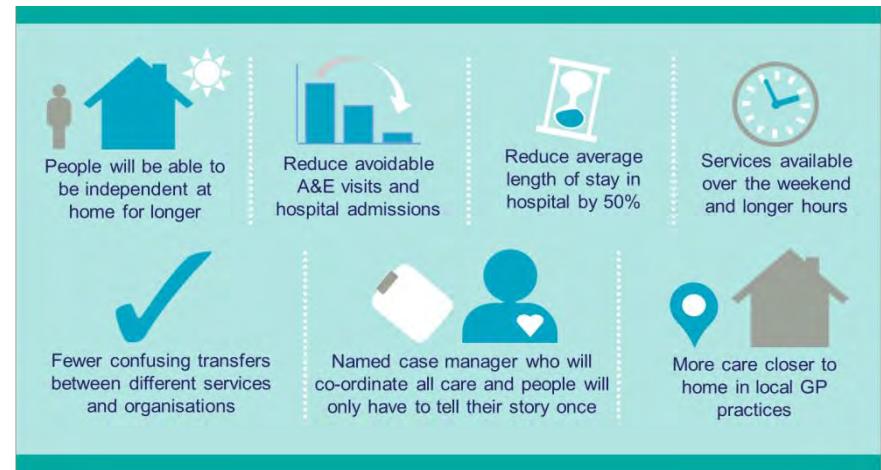 People will be able to
be independent at
home for longer
Reduce avoidable
A&E visits and
hospital admissions
Reduce average
length of stay in
hospital by 50%
Services available
over the weekend
and longer hours
Fewer confusing transfers
between different services
and organisations
Named case manager who will
co-ordinate all care and people will
only have to tell their story once
More care closer to
home in local GP
practices